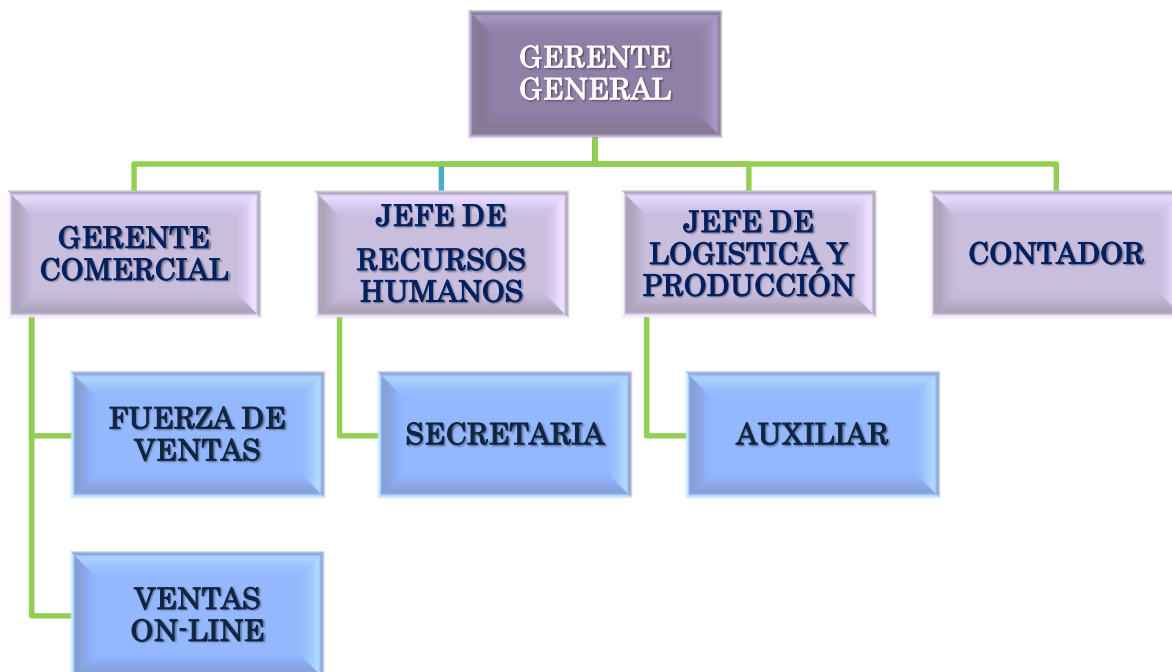 GERENTE
GENERAL
GERENTE
COMERCIAL
JEFE DE
RECURSOS
HUMANOS
JEFE DE
LOGISTICA Y
PRODUCCIÓN
CONTADOR
FUERZA DE
VENTAS
SECRETARIA
AUXILIAR
VENTAS
ON-LINE